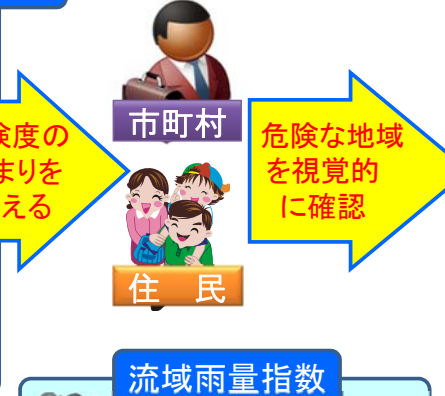 険度の
まりを
える
市町村
住　民
危険な地域
を視覚的
に確認
流域雨量指数